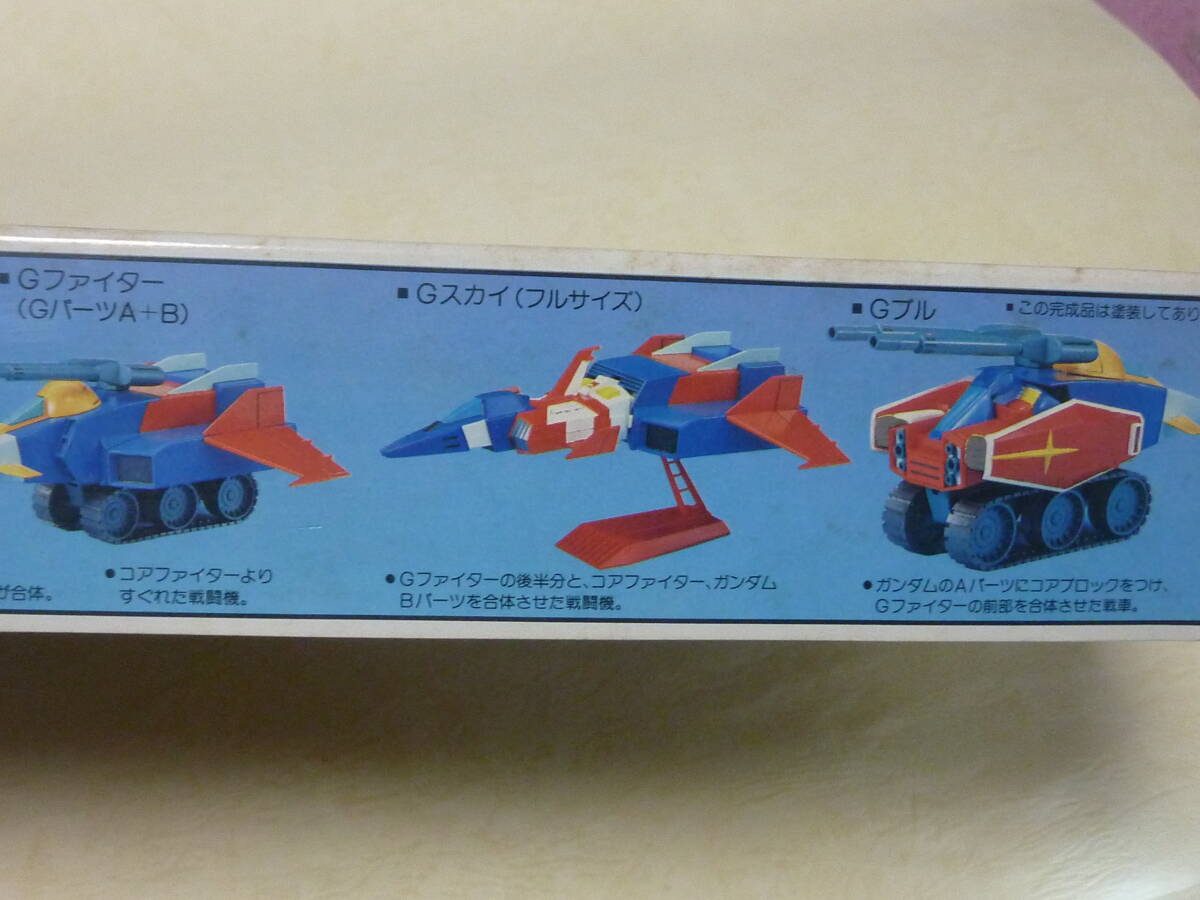 ■Gファイター
(GパーツA+B)
■Gスカイ(フルサイズ)
■Gブル
■この完成品は塗装してあり
合体。
●コアファイターより
すぐれた戦闘機。
●Gファイターの後半分と、コアファイター、ガンダム
Bパーツを合体させた戦闘機。
●ガンダムのAパーツにコアブロックをつけ、
Gファイターの前部を合体させた戦車。